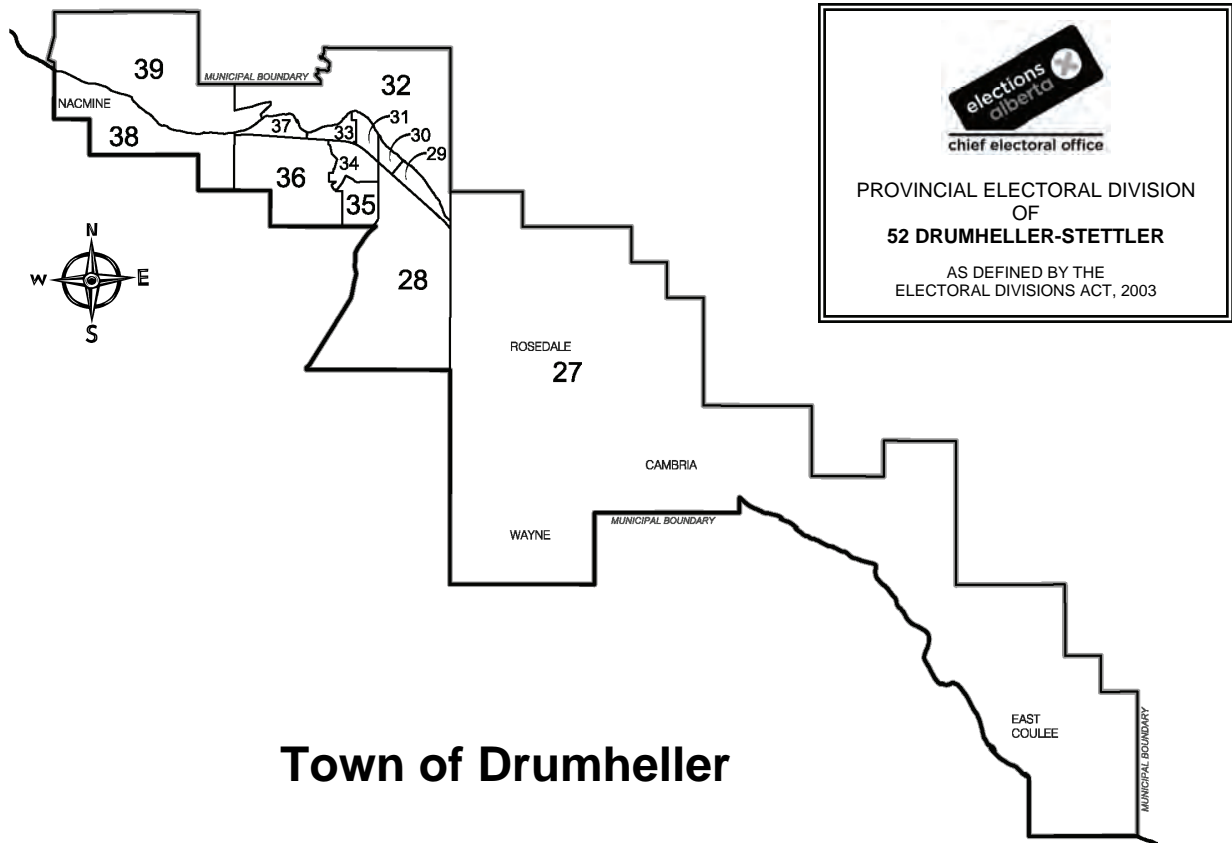 39
MUNICIPAL BOUNDARY
32
NACMINE
38
37
33
31
30
29
34
36
35
28
N
W
E
S
elections
alberta
chief electoral office
PROVINCIAL ELECTORAL DIVISION
OF
52 DRUMHELLER-STETTLER
AS DEFINED BY THE
ELECTORAL DIVISIONS ACT, 2003
ROSEDALE
27
CAMBRIA
WAYNE
MUNICIPAL BOUNDARY
EAST
COULEE
MUNICIPAL BOUNDARY
Town of Drumheller